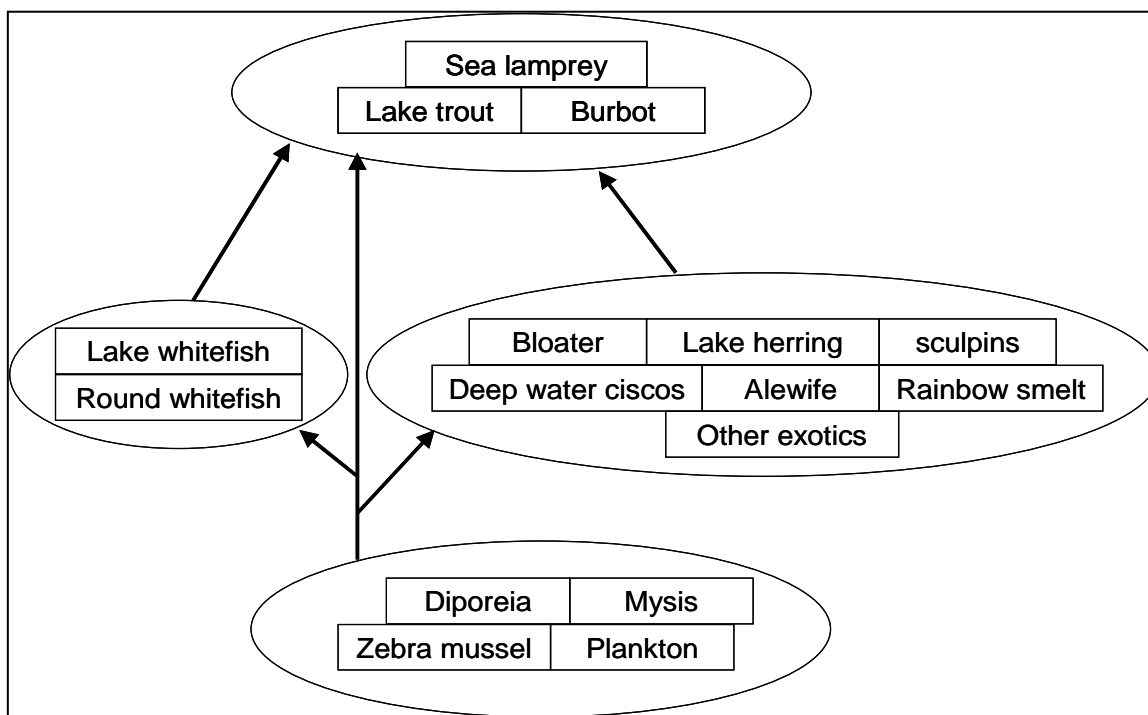 Sea lamprey
Lake trout Burbot
Lake whitefish
Round whitefish
Bloater Lake herring sculpins
Deep water ciscos Alewife Rainbow smelt
Other exotics
Diporeia Mysis
Zebra mussel Plankton